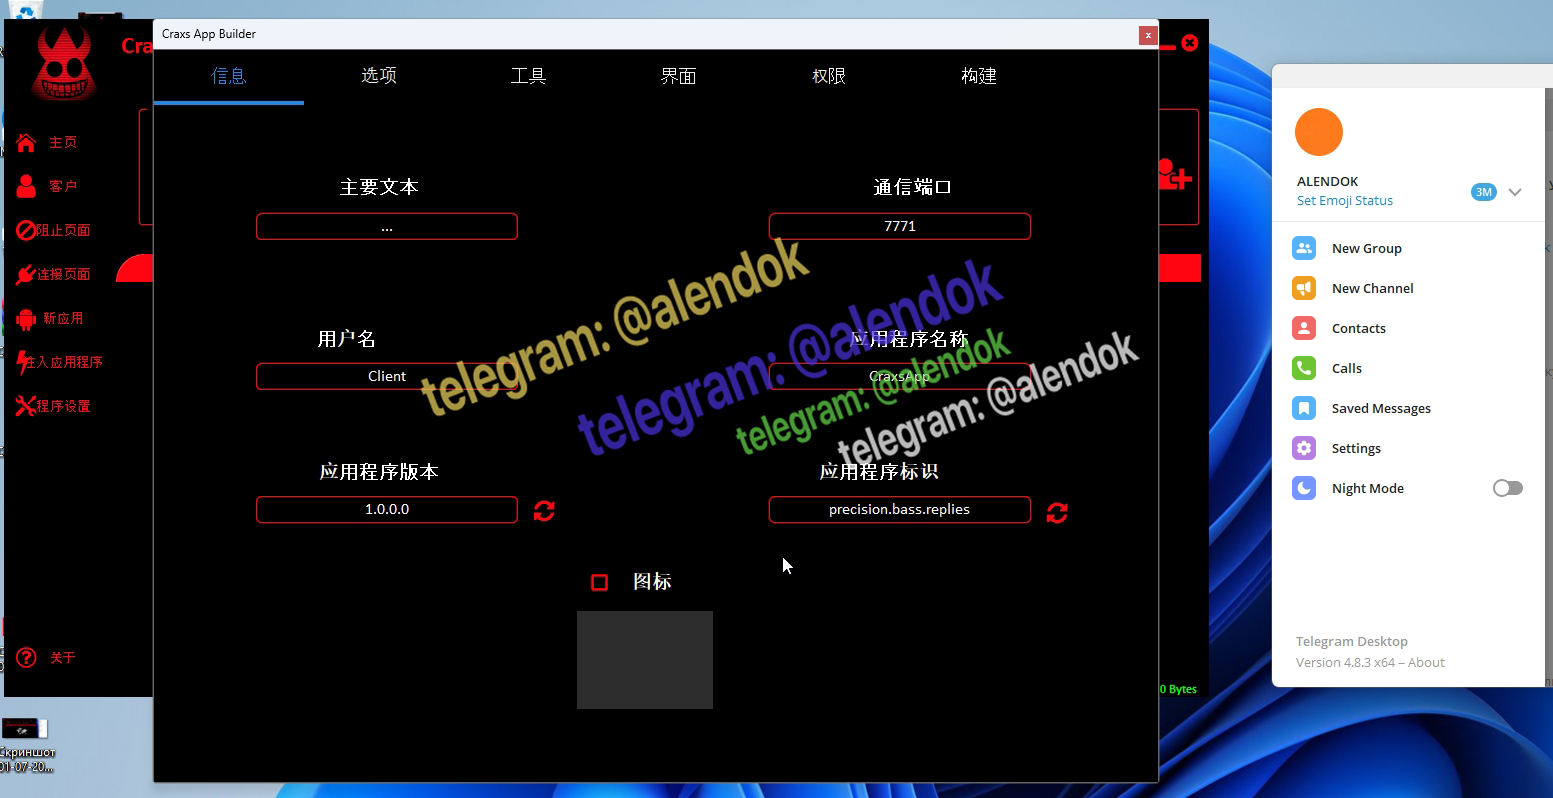 Craxs App Builder
Cra
信息
选项
工具
界面
权限
构建
主页
客户
阻止页面
连接页面
新应用
注入应用程序
程序设置
关于
主要文本
...
通信端口
7771
用户名
Client
应用程序名称
CraxsApp
应用程序版本
1.0.0.0
应用程序标识
precision.bass.replies
图标
telegram: @alendok
telegram: @alendok
telegram: @alendok
telegram: @alendok
0 Bytes
Скриншот
01-07-20...
ALENDOK
Set Emoji Status
3M
New Group
New Channel
Contacts
Calls
Saved Messages
Settings
Night Mode
Telegram Desktop
Version 4.8.3 x64 – About